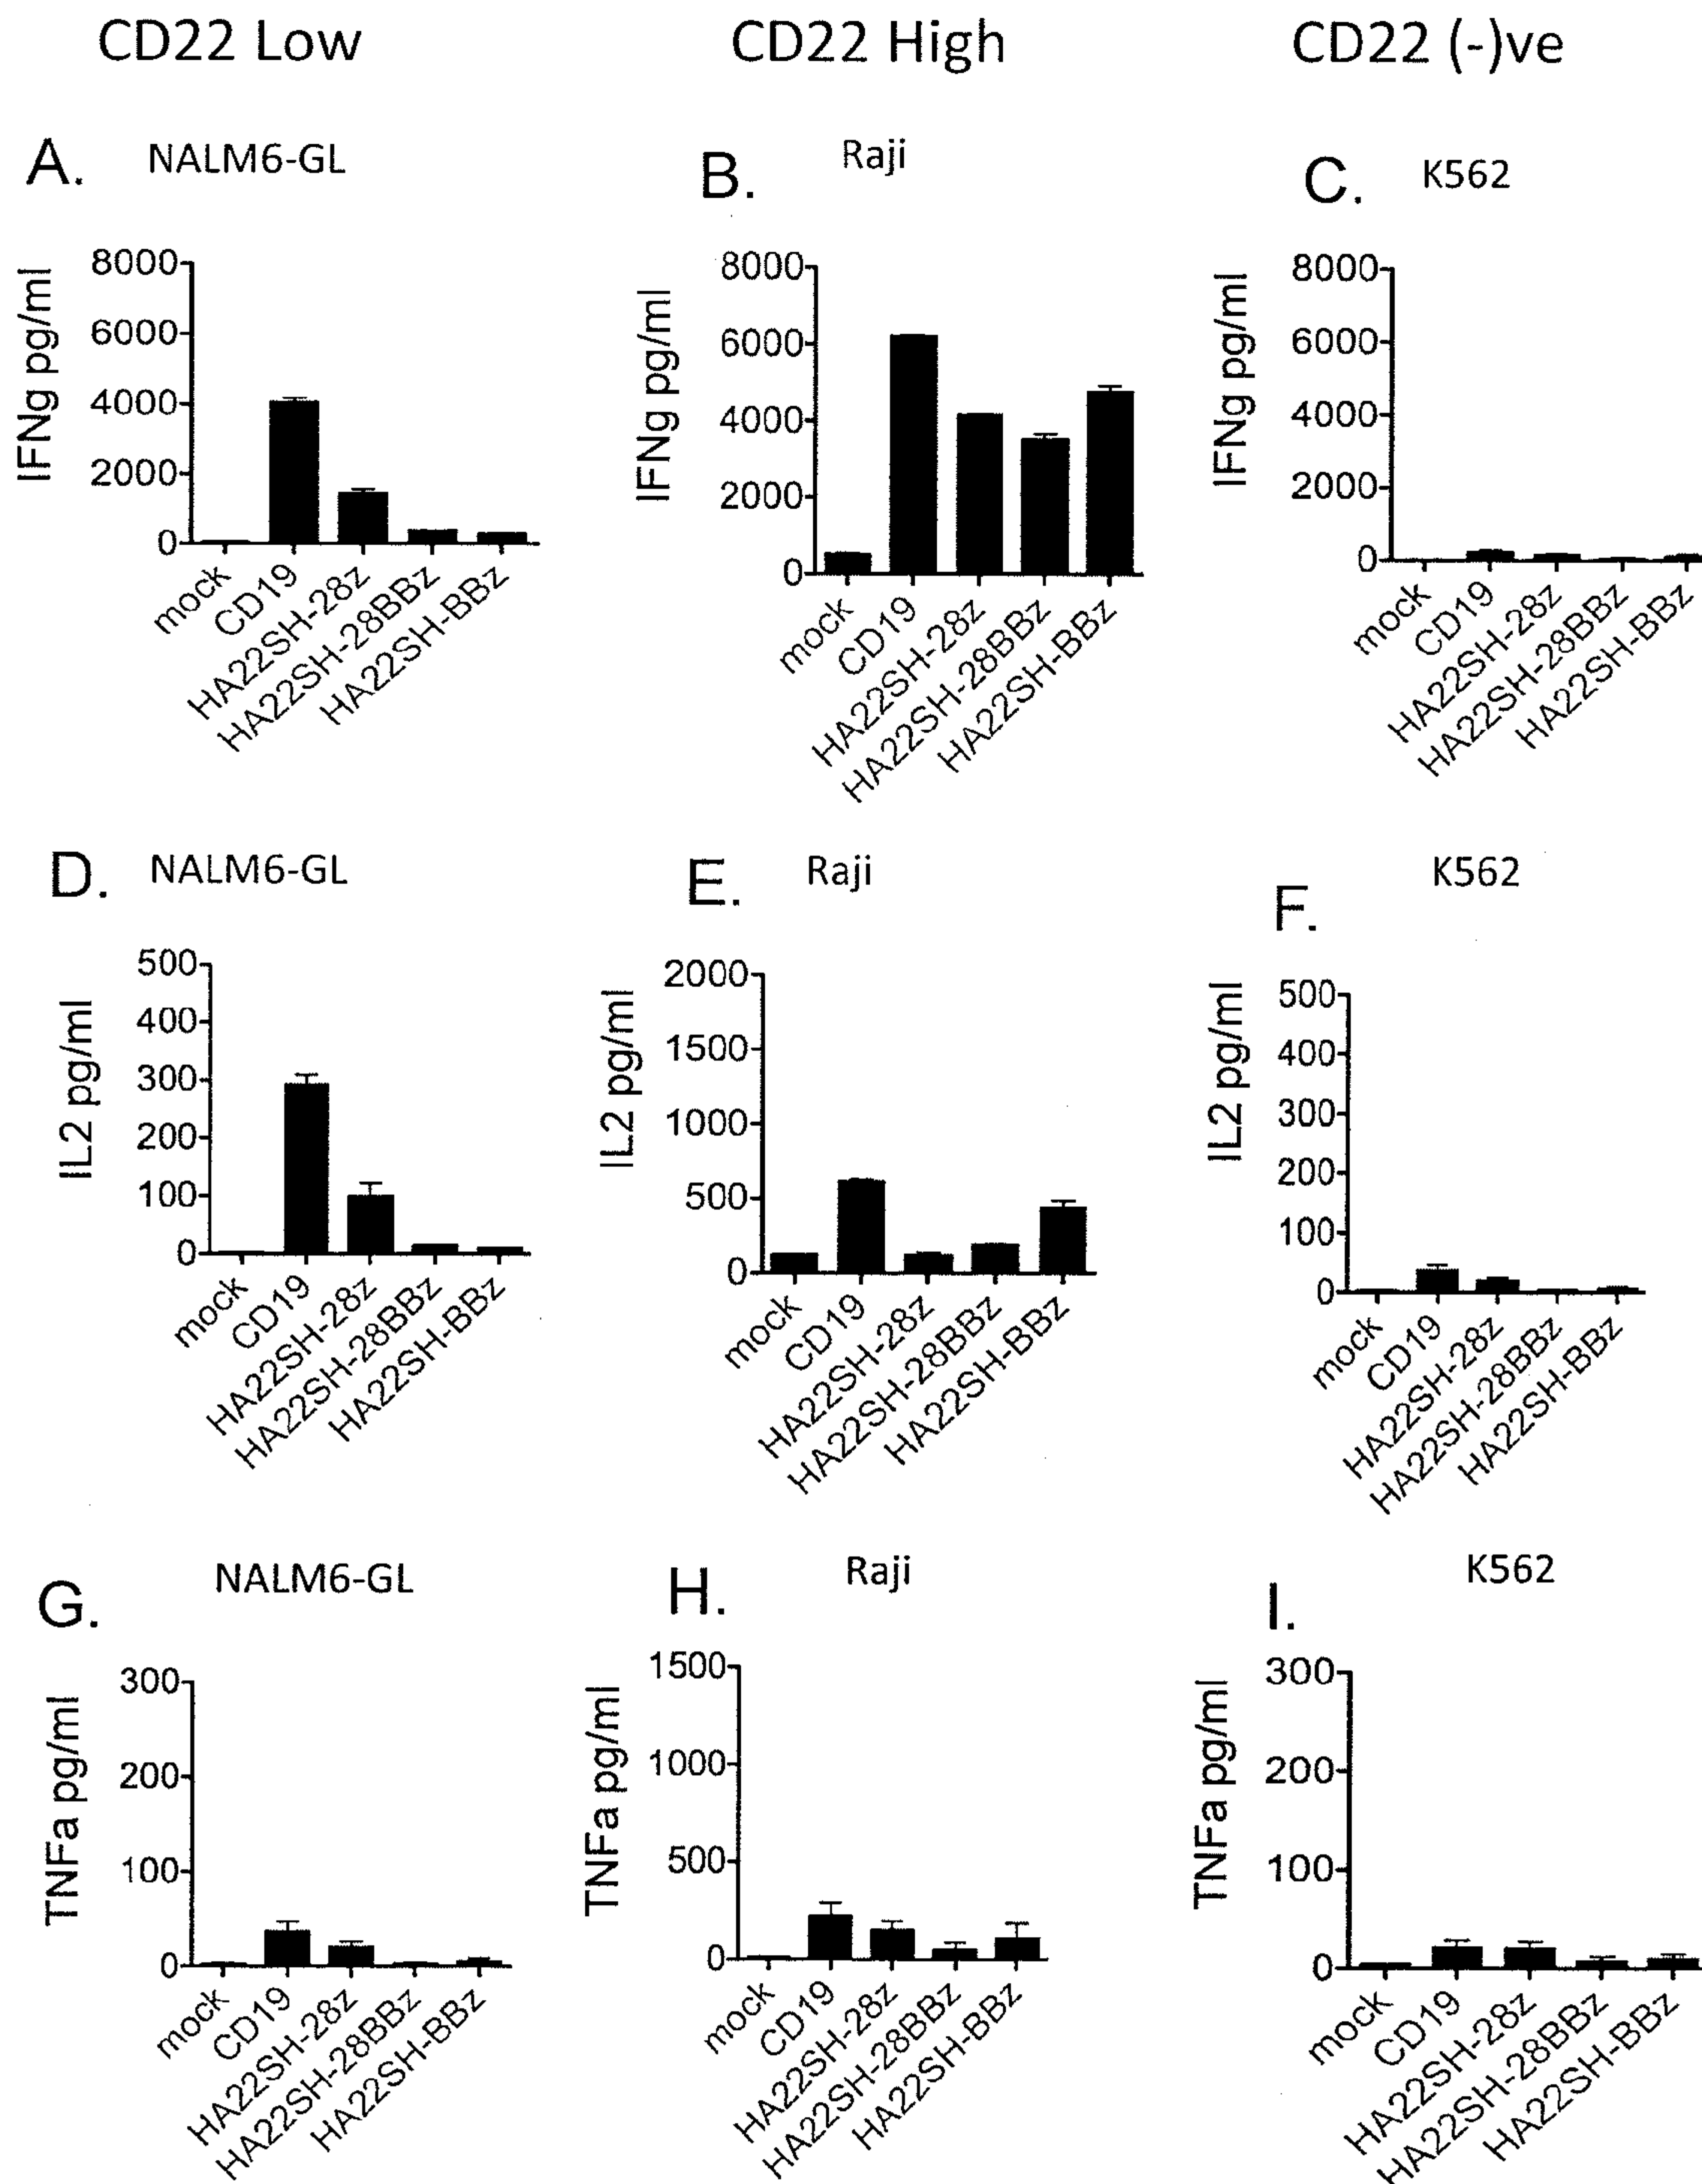 CD22 Low
CD22 High
CD22 (-)ve
A.
NALM6-GL
IFNg pg/ml
8000
6000
4000
2000
0
mock
CD19
HA22SH-28z
HA22SH-28BBz
HA22SH-BBz
B.
Raji
IFNg pg/ml
8000
6000
4000
2000
0
mock
CD19
HA22SH-28z
HA22SH-28BBz
HA22SH-BBz
C.
K562
IFNg pg/ml
8000
6000
4000
2000
0
mock
CD19
HA22SH-28z
HA22SH-28BBz
HA22SH-BBz
D.
NALM6-GL
IL2 pg/ml
500
400
300
200
100
0
mock
CD19
HA22SH-28z
HA22SH-28BBz
HA22SH-BBz
E.
Raji
IL2 pg/ml
2000
1500
1000
500
0
mock
CD19
HA22SH-28z
HA22SH-28BBz
HA22SH-BBz
F.
K562
IL2 pg/ml
500
400
300
200
100
0
mock
CD19
HA22SH-28z
HA22SH-28BBz
HA22SH-BBz
G.
NALM6-GL
TNFa pg/ml
300
200
100
0
mock
CD19
HA22SH-28z
HA22SH-28BBz
HA22SH-BBz
H.
Raji
TNFa pg/ml
1500
1000
500
0
mock
CD19
HA22SH-28z
HA22SH-28BBz
HA22SH-BBz
I.
K562
TNFa pg/ml
300
200
100
0
mock
CD19
HA22SH-28z
HA22SH-28BBz
HA22SH-BBz